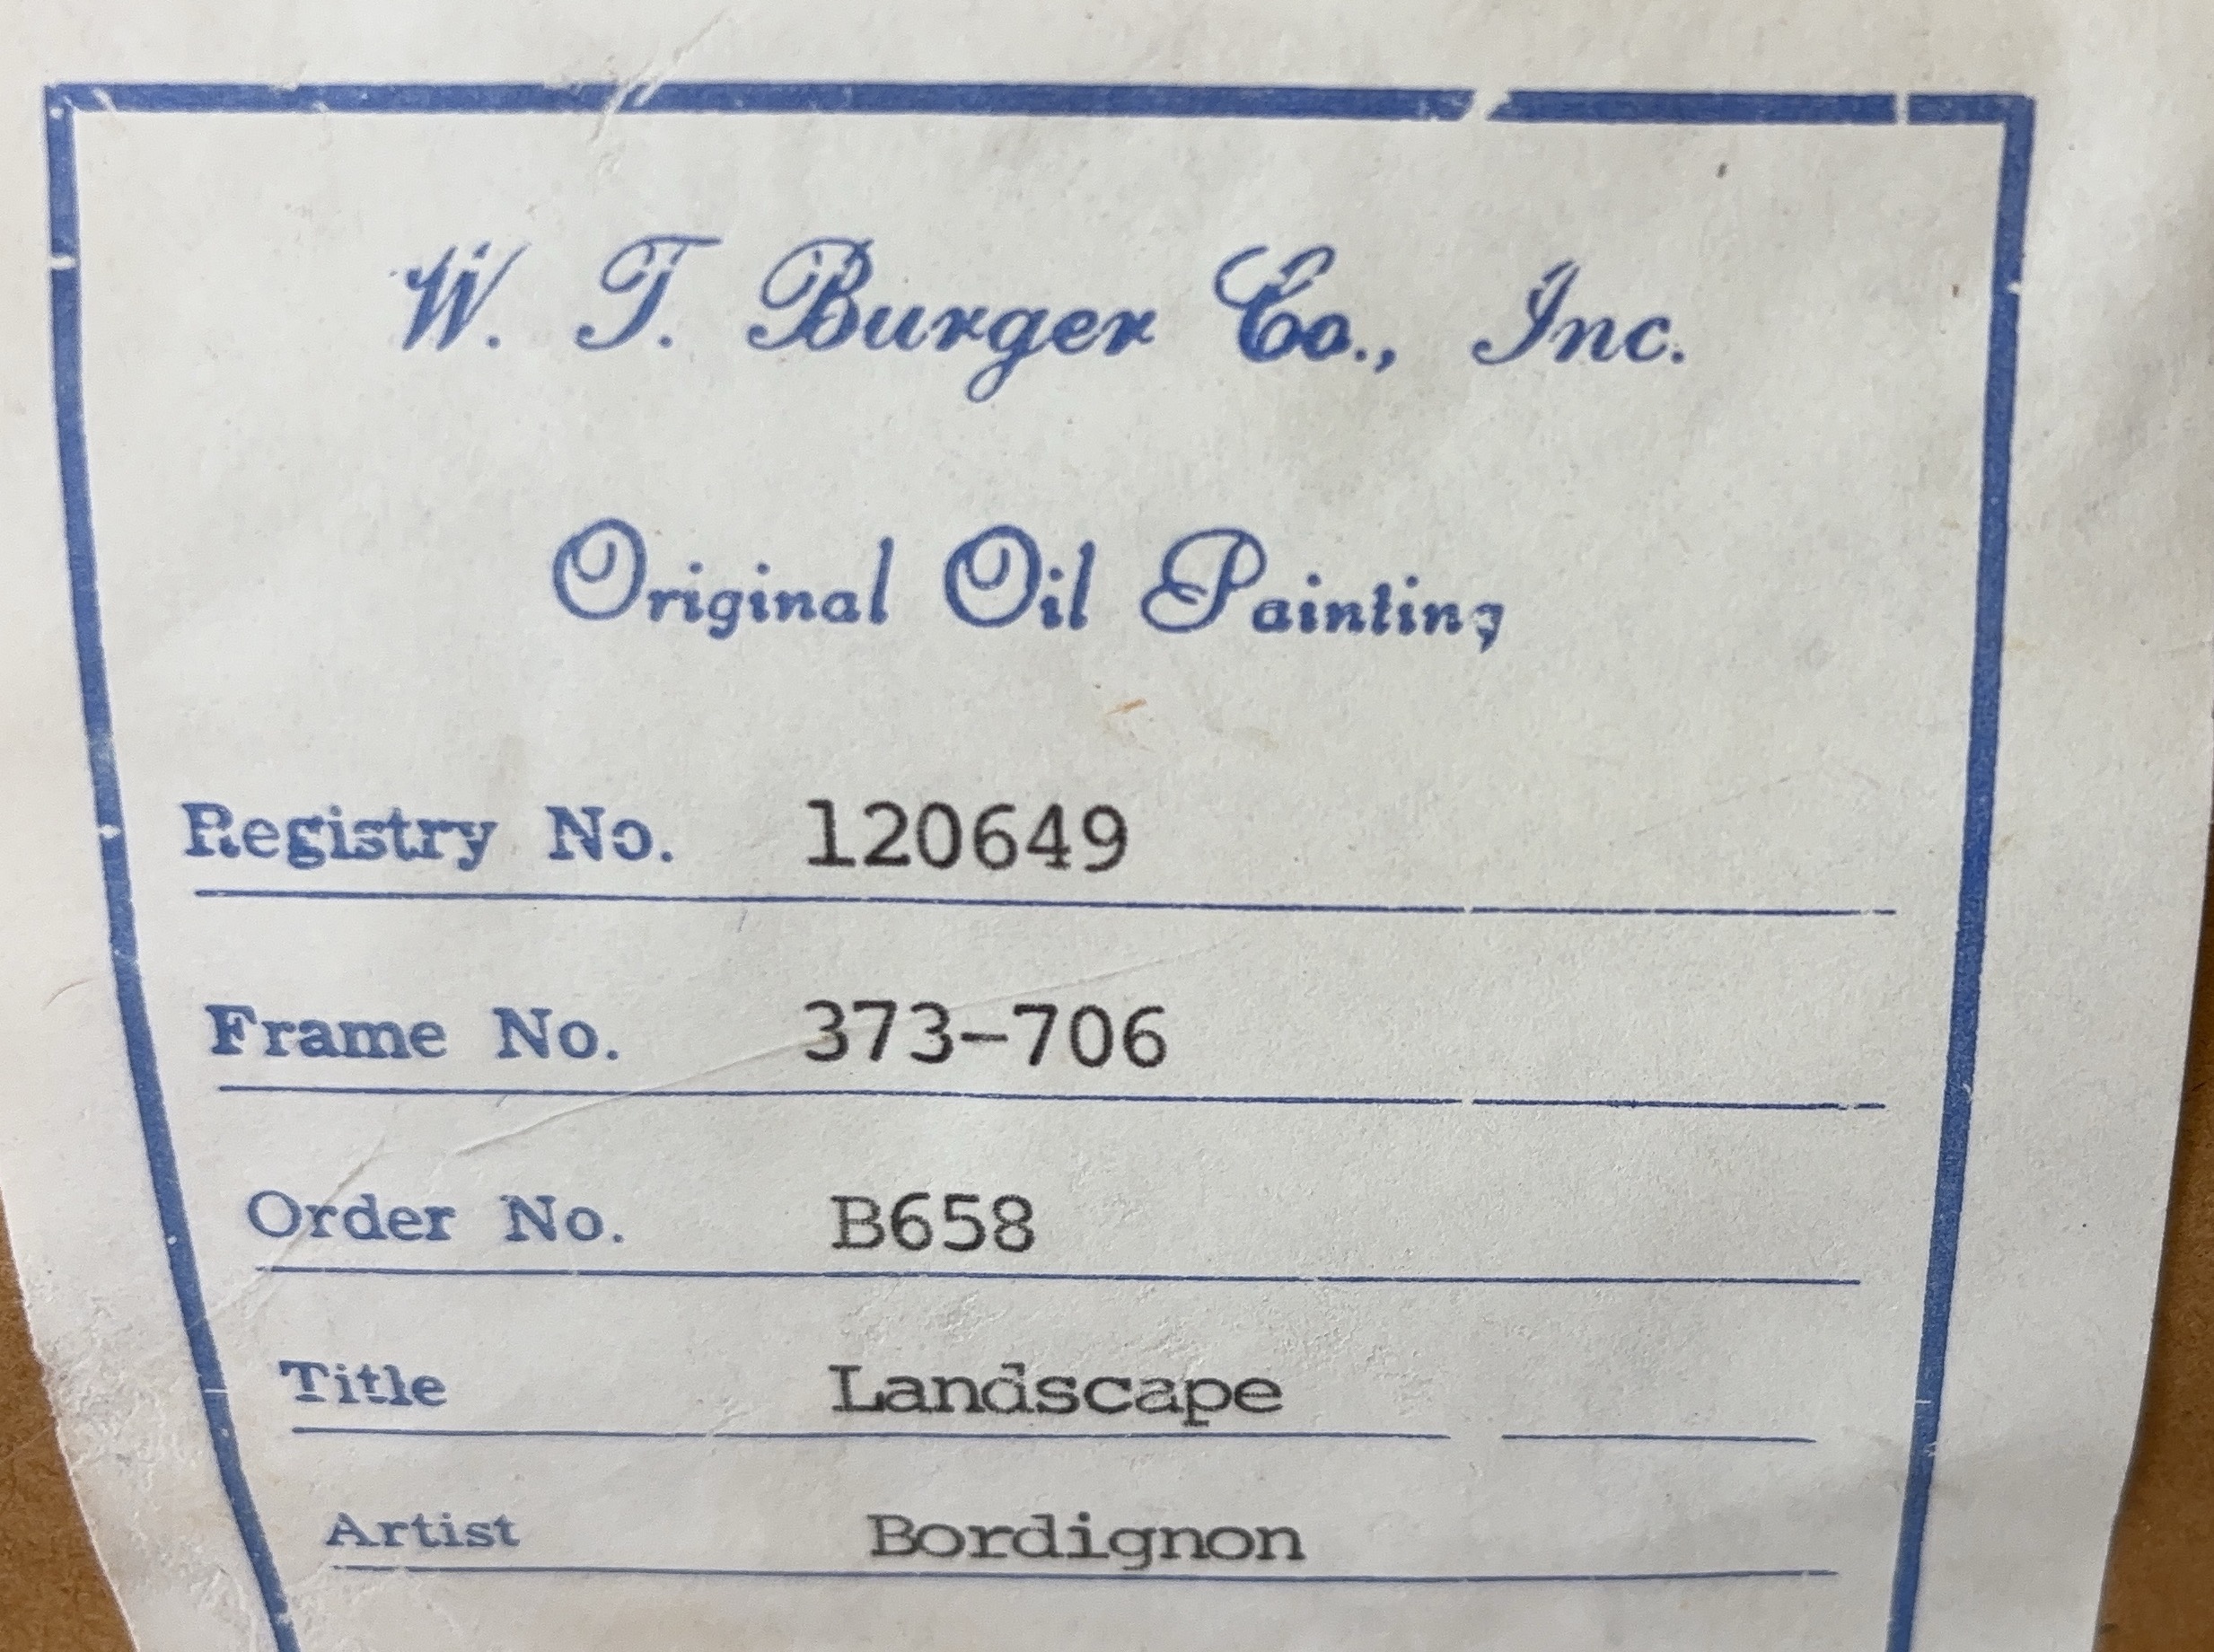 W. T. Burger Co., Inc.
Original Oil Painting
Registry No. 120649
Frame No. 373-706
Order No. B658
Title Landscape
Artist Bordignon